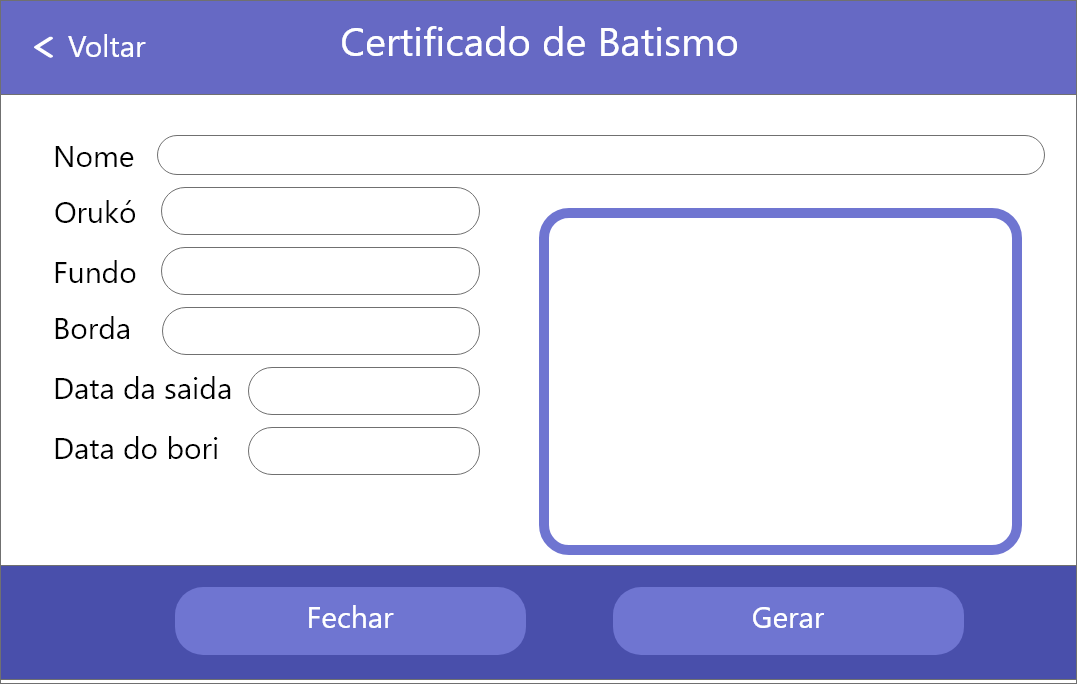 < Voltar
Certificado de Batismo
Nome
Orukó
Fundo
Borda
Data da saida
Data do bori
Fechar
Gerar